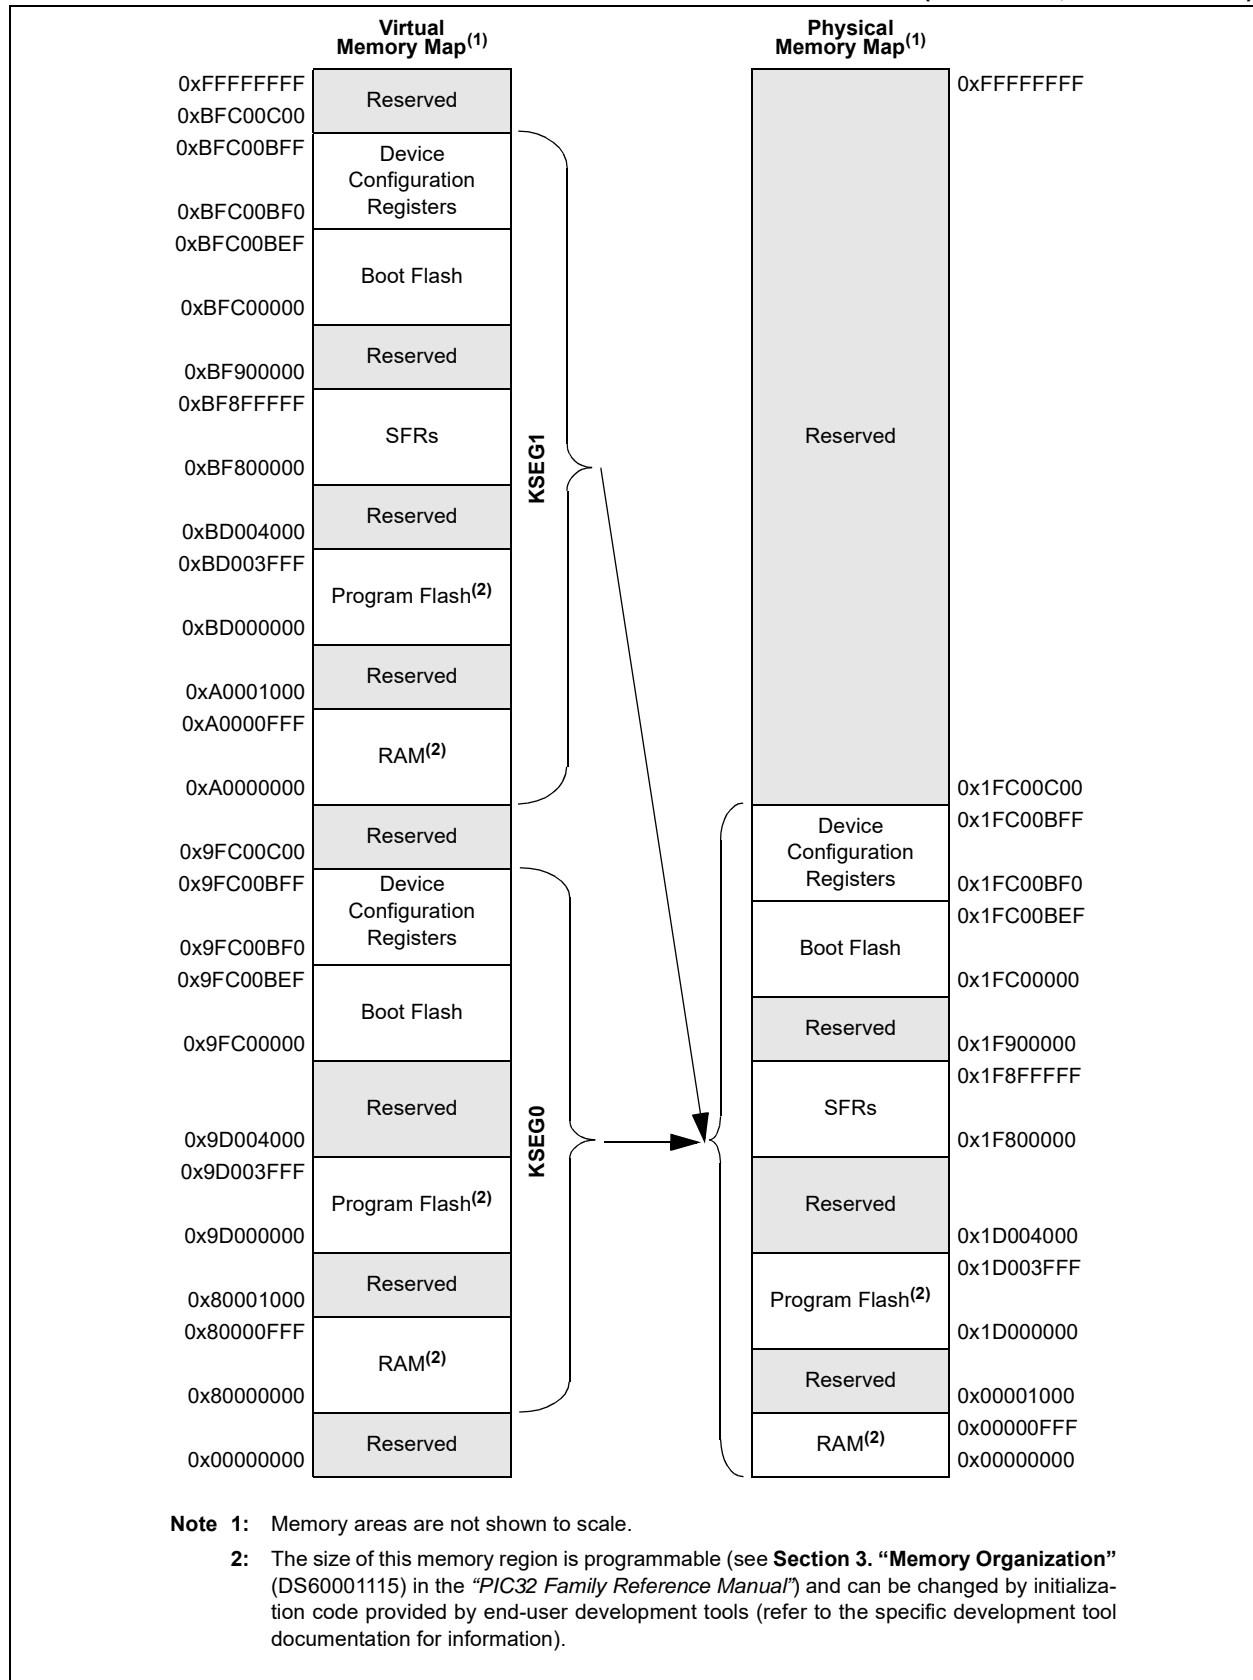 Virtual
Memory Map(1)
0xFFFFFFFF
Reserved
0xBFC00C00
0xBFC00BFF
Device
Configuration
Registers
0xBFC00BF0
0xBFC00BEF
Boot Flash
0xBFC00000
Reserved
0xBF900000
0xBF8FFFFF
SFRs
0xBF800000
Reserved
0xBD004000
0xBD003FFF
Program Flash(2)
0xBD000000
Reserved
0xA0001000
0xA0000FFF
RAM(2)
0xA0000000
KSEG1
Reserved
0x9FC00C00
0x9FC00BFF
Device
Configuration
Registers
0x9FC00BF0
0x9FC00BEF
Boot Flash
0x9FC00000
Reserved
0x9D004000
0x9D003FFF
Program Flash(2)
0x9D000000
Reserved
0x80001000
0x80000FFF
RAM(2)
0x80000000
KSEG0
Reserved
0x00000000
Physical
Memory Map(1)
0xFFFFFFFF
Reserved
0x1FC00C00
0x1FC00BFF
Device
Configuration
Registers
0x1FC00BF0
0x1FC00BEF
Boot Flash
0x1FC00000
Reserved
0x1F900000
0x1F8FFFFF
SFRs
0x1F800000
Reserved
0x1D004000
0x1D003FFF
Program Flash(2)
0x1D000000
Reserved
0x00001000
0x00000FFF
RAM(2)
0x00000000
Note 1: Memory areas are not shown to scale.
2: The size of this memory region is programmable (see Section 3. “Memory Organization”
(DS60001115) in the “PIC32 Family Reference Manual”) and can be changed by initializa-
tion code provided by end-user development tools (refer to the specific development tool
documentation for information).